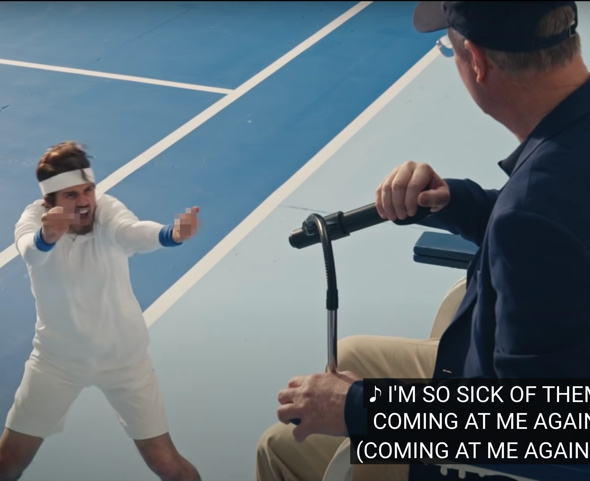 ♪ I'M SO SICK OF THEM
COMING AT ME AGAIN
(COMING AT ME AGAIN